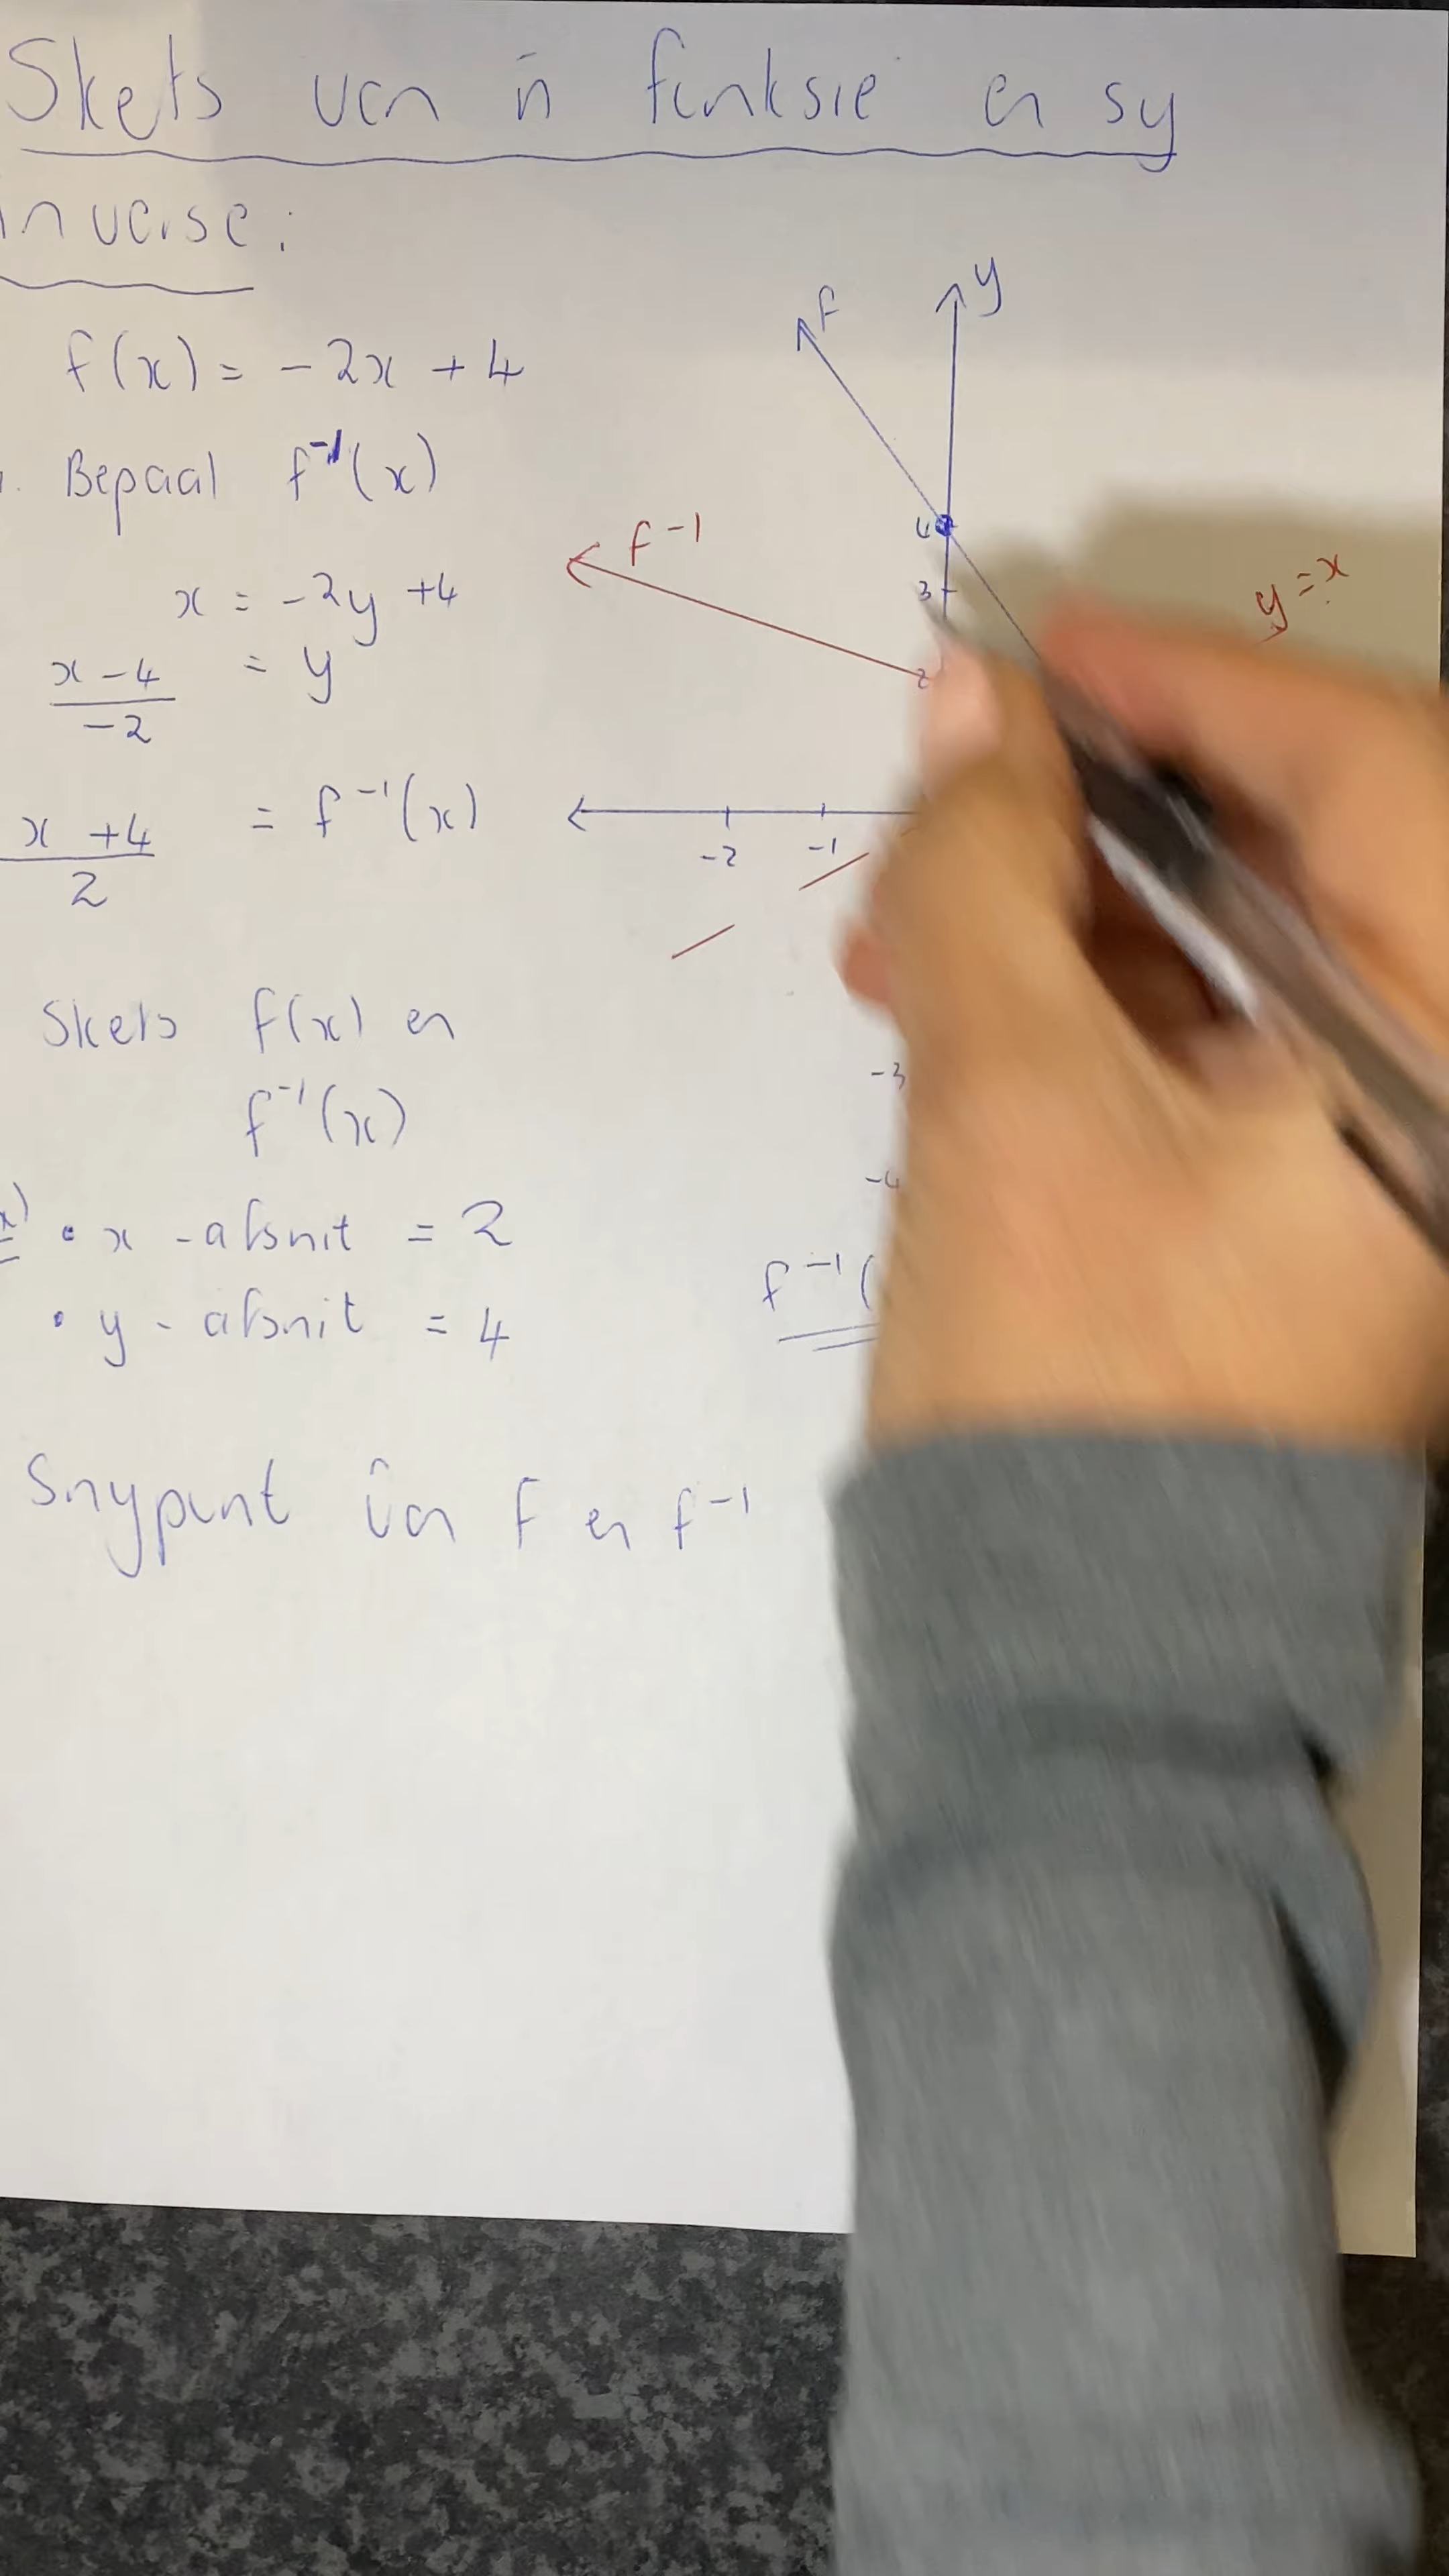 Skets van 'n funksie en sy
inverse:
f(x) = -2x + 4
Bepaal f⁻¹(x)
x = -2y +4
x-4 / -2 = y
x +4 / 2 = f⁻¹(x)
Skets f(x) en
f⁻¹(x)
x) • x - afsnit = 2
• y - afsnit = 4
Snypunt van f en f⁻¹
y
f
4
3
2
f⁻¹
y = x
-2 -1
-3
-4
f⁻¹(